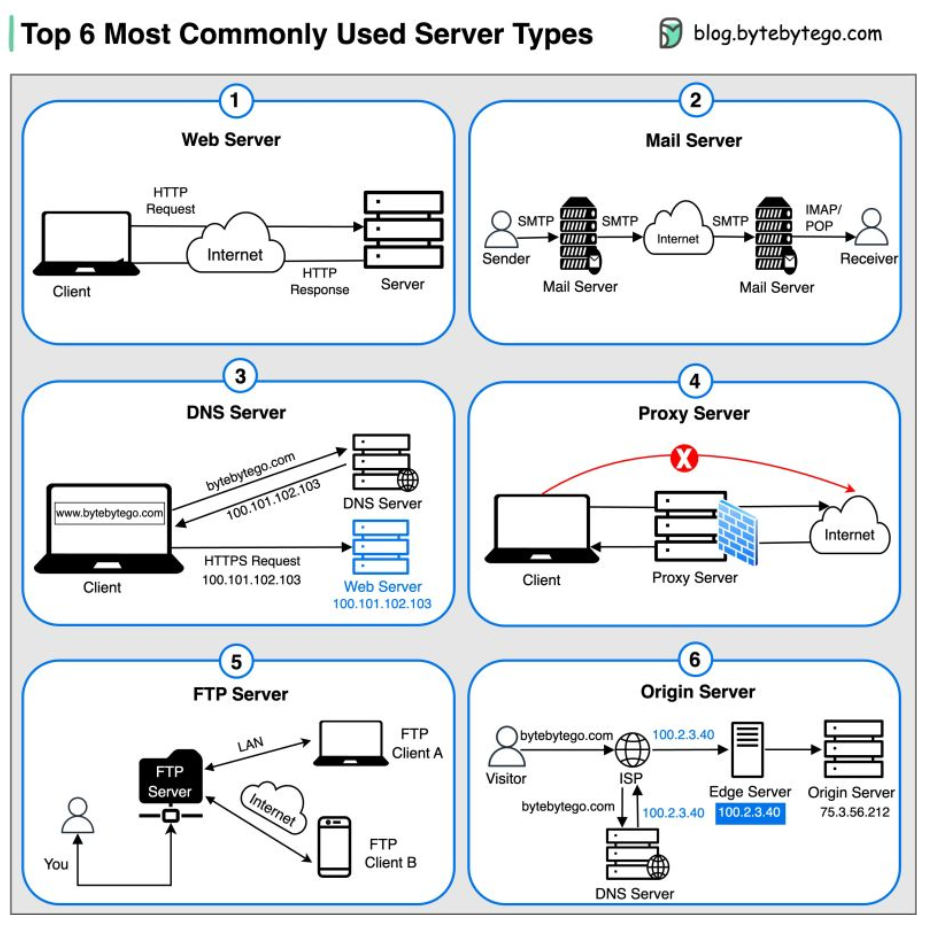 Top 6 Most Commonly Used Server Types
blog.bytebytego.com
1
Web Server
HTTP
Request
Internet
HTTP
Response
Client
Server
2
Mail Server
SMTP
SMTP
SMTP
IMAP/
POP
Internet
Sender
Receiver
Mail Server
Mail Server
3
DNS Server
bytebytego.com
100.101.102.103
DNS Server
www.bytebytego.com
HTTPS Request
100.101.102.103
Client
Web Server
100.101.102.103
4
Proxy Server
X
Internet
Client
Proxy Server
5
FTP Server
LAN
FTP
Client A
FTP
Server
Internet
You
FTP
Client B
6
Origin Server
bytebytego.com
100.2.3.40
Visitor
ISP
Edge Server
Origin Server
bytebytego.com
100.2.3.40
100.2.3.40
75.3.56.212
DNS Server